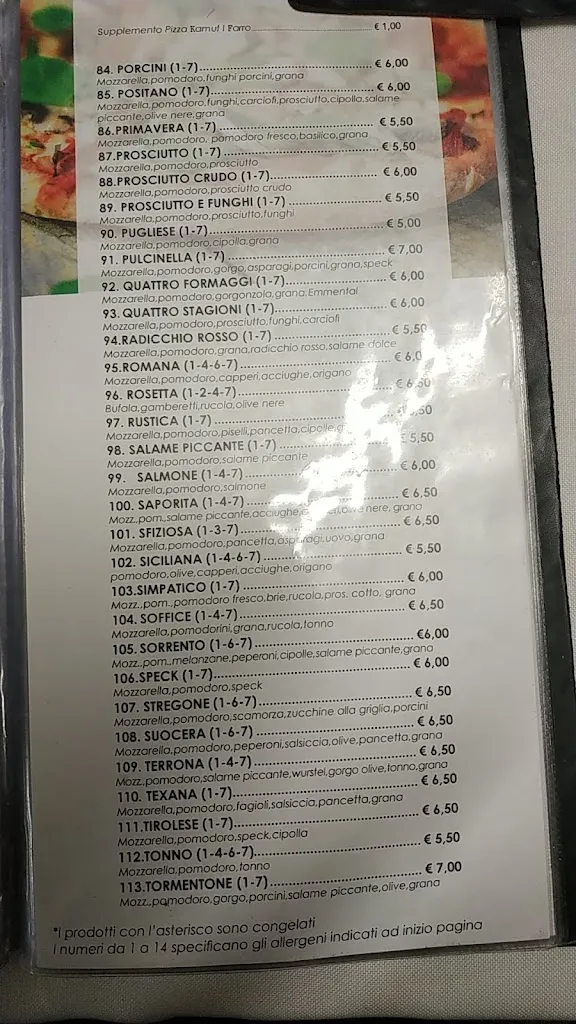 Supplemento Pizza Kamut | Farro........ € 1,00
84. PORCINI (1-7)........ € 6,00
Mozzarella,pomodoro,funghi porcini,grana
85. POSITANO (1-7)........ € 6,00
Mozzarella,pomodoro,funghi,carciofi,prosciutto,cipolla,salame
piccante,olive nere,grana
86.PRIMAVERA (1-7)........ € 5,50
Mozzarella,pomodoro, pomodoro fresco,basilico,grana
87.PROSCIUTTO (1-7)........ € 5,50
Mozzarella,pomodoro,prosciutto
88.PROSCIUTTO CRUDO (1-7)........ € 6,00
Mozzarella,pomodoro,prosciutto crudo
89. PROSCIUTTO E FUNGHI (1-7)........ € 5,50
Mozzarella,pomodoro,prosciutto,funghi
90. PUGLIESE (1-7)........ € 5,00
Mozzarella,pomodoro,cipolla,grana
91. PULCINELLA (1-7)........ € 7,00
Mozzarella,pomodoro,gorgo,asparagi,porcini,grana,speck
92. QUATTRO FORMAGGI (1-7)........ € 6,00
Mozzarella,pomodoro,gorgonzola,grana,Emmental
93. QUATTRO STAGIONI (1-7)........ € 6,00
Mozzarella,pomodoro,prosciutto,funghi,carciofi
94.RADICCHIO ROSSO (1-7)........ € 5,50
Mozzarella,pomodoro,grana,radicchio rosso,salame dolce
95.ROMANA (1-4-6-7)........ € 6,0
Mozzarella,pomodoro,capperi,acciughe,origano
96. ROSETTA (1-2-4-7)........ € 6,50
Bufala,gamberetti,rucola,olive nere
97. RUSTICA (1-7)........ ,50
Mozzarella,pomodoro,piselli,pancetta,cipolle,
98. SALAME PICCANTE (1-7)........ € 5,50
Mozzarella,pomodoro,salame piccante
99. SALMONE (1-4-7)........ € 6,00
Mozzarella,pomodoro,salmone
100. SAPORITA (1-4-7)........ € 6,50
Mozz.,pom.,salame piccante,acciughe, nere, grana
101. SFIZIOSA (1-3-7)........ € 6,50
Mozzarella,pomodoro,pancetta,asparagi,uovo,grana
102. SICILIANA (1-4-6-7)........ € 5,50
pomodoro,olive,capperi,acciughe,origano
103.SIMPATICO (1-7)........ € 6,00
Mozz.,pom.,pomodoro fresco,brie,rucola,pros. cotto, grana
104. SOFFICE (1-4-7)........ € 6,50
Mozzarella,pomodorini,grana,rucola,tonno
105. SORRENTO (1-6-7)........ €6,00
Mozz.,pom.,melanzane,peperoni,cipolle,salame piccante,grana
106.SPECK (1-7)........ € 6,00
Mozzarella,pomodoro,speck
107. STREGONE (1-6-7)........ € 6,50
Mozzarella,pomodoro,scamorza,zucchine alla griglia,porcini
108. SUOCERA (1-6-7)........ € 6,50
Mozzarella,pomodoro,peperoni,salsiccia,olive,pancetta,grana
109. TERRONA (1-4-7)........ € 6,50
Mozz.,pomodoro,salame piccante,wurstel,gorgo olive,tonno,grana
110. TEXANA (1-7)........ € 6,50
Mozzarella,pomodoro,fagioli,salsiccia,pancetta,grana
111.TIROLESE (1-7)........ € 6,50
Mozzarella,pomodoro,speck,cipolla
112.TONNO (1-4-6-7)........ € 5,50
Mozzarella,pomodoro,tonno
113.TORMENTONE (1-7)........ € 7,00
Mozz.,pomodoro,gorgo,porcini,salame piccante,olive,grana
*I prodotti con l'asterisco sono congelati
I numeri da 1 a 14 specificano gli allergeni indicati ad inizio pagina